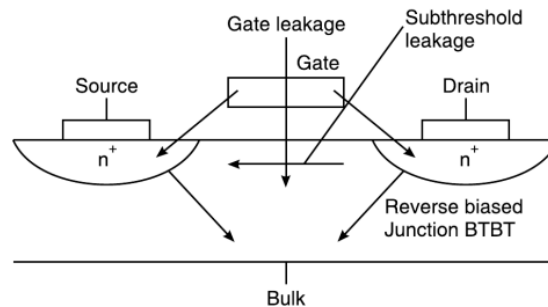 Gate leakage
Subthreshold
leakage
Gate
Source
Drain
n+
n+
Reverse biased
Junction BTBT
Bulk